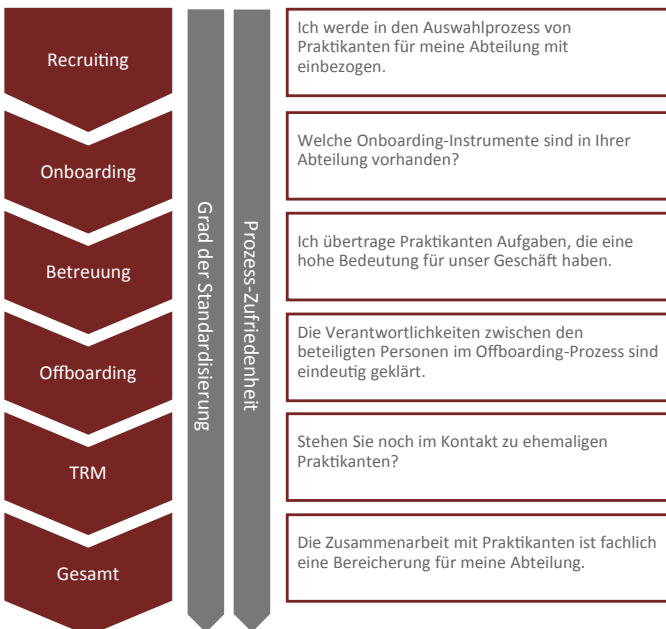 Recruiting
Ich werde in den Auswahlprozess von
Praktikanten für meine Abteilung mit
einbezogen.
Onboarding
Welche Onboarding-Instrumente sind in Ihrer
Abteilung vorhanden?
Betreuung
Ich übertrage Praktikanten Aufgaben, die eine
hohe Bedeutung für unser Geschäft haben.
Offboarding
Die Verantwortlichkeiten zwischen den
beteiligten Personen im Offboarding-Prozess sind
eindeutig geklärt.
TRM
Stehen Sie noch im Kontakt zu ehemaligen
Praktikanten?
Gesamt
Die Zusammenarbeit mit Praktikanten ist fachlich
eine Bereicherung für meine Abteilung.
Grad der Standardisierung
Prozess-Zufriedenheit